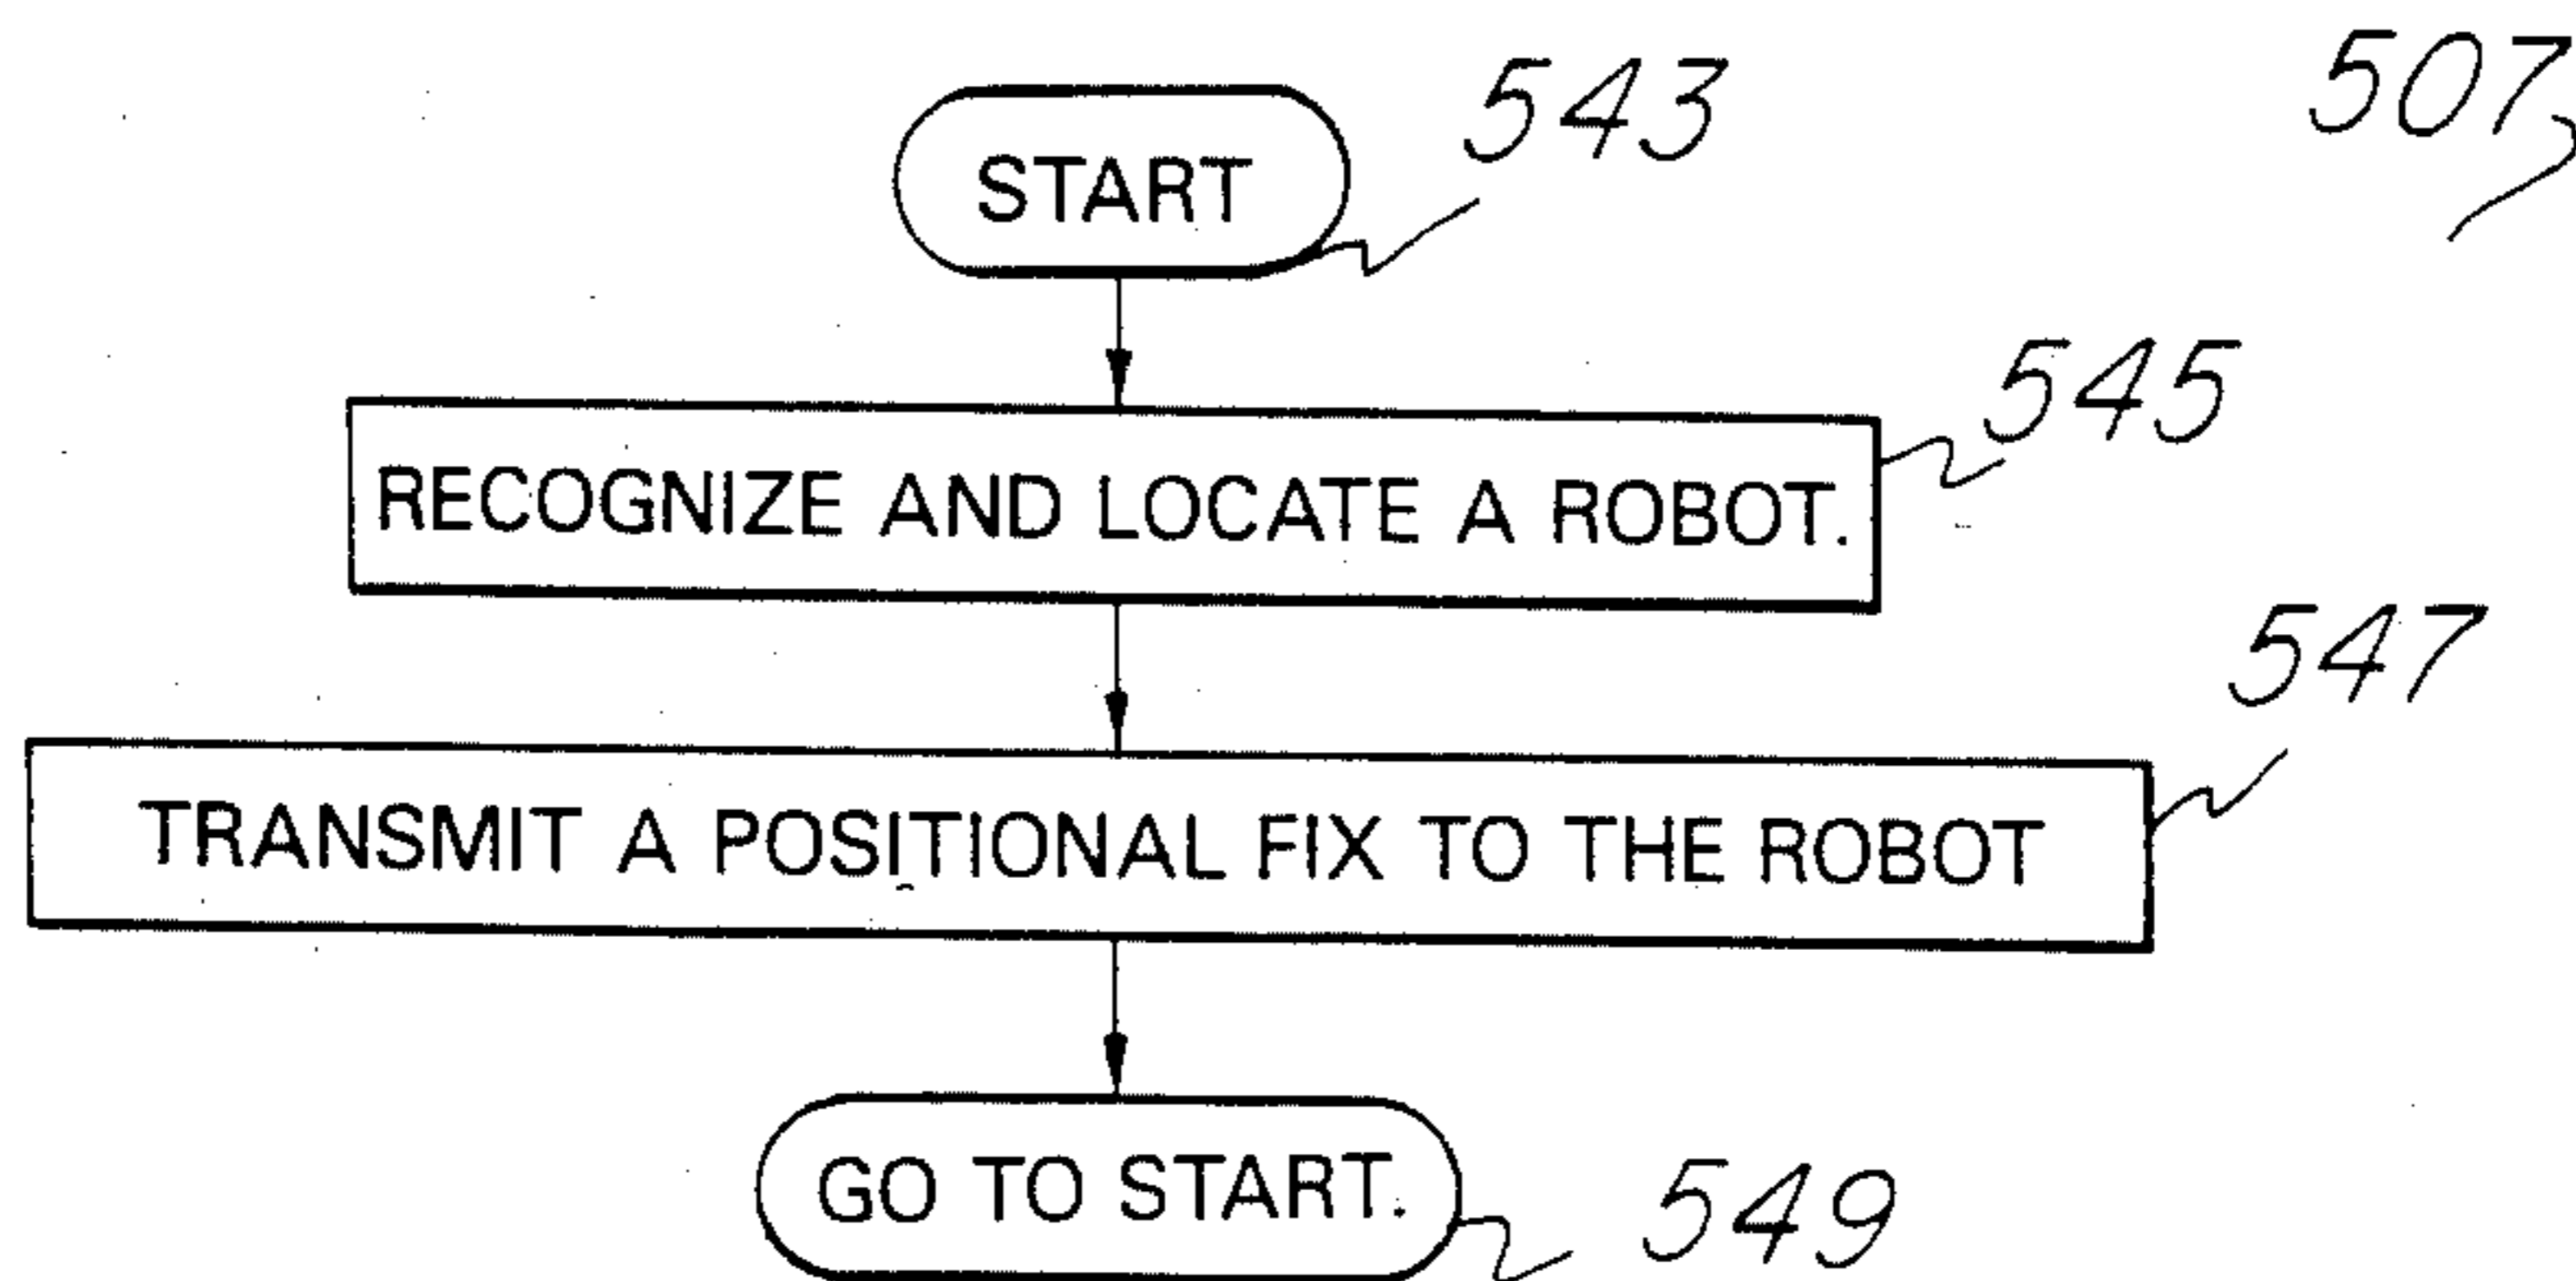 507
543
START
545
RECOGNIZE AND LOCATE A ROBOT.
547
TRANSMIT A POSITIONAL FIX TO THE ROBOT
GO TO START.
549